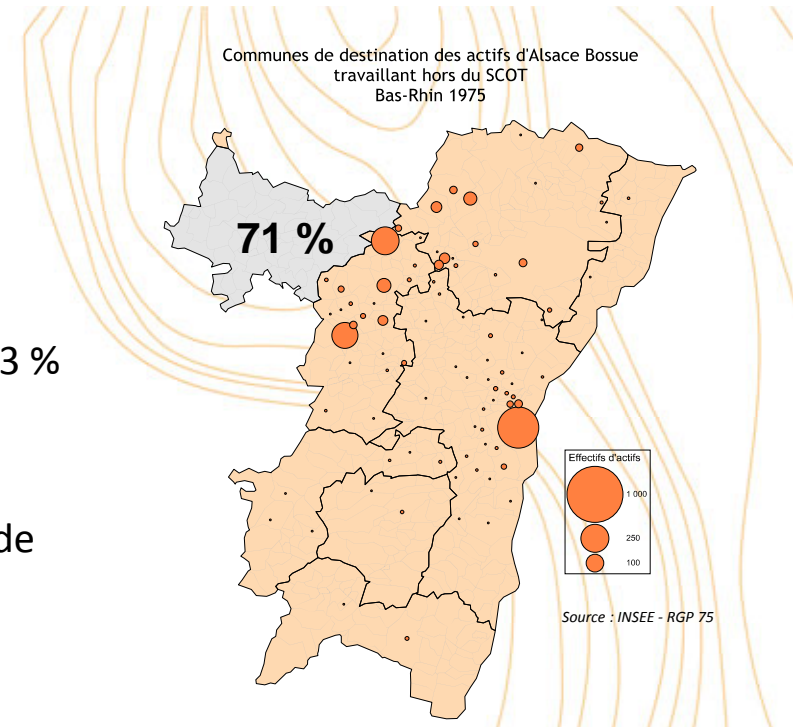 Communes de destination des actifs d'Alsace Bossue
travaillant hors du SCOT
Bas-Rhin 1975
71 %
3 %
Effectifs d'actifs
1 000
250
100
de
Source : INSEE - RGP 75